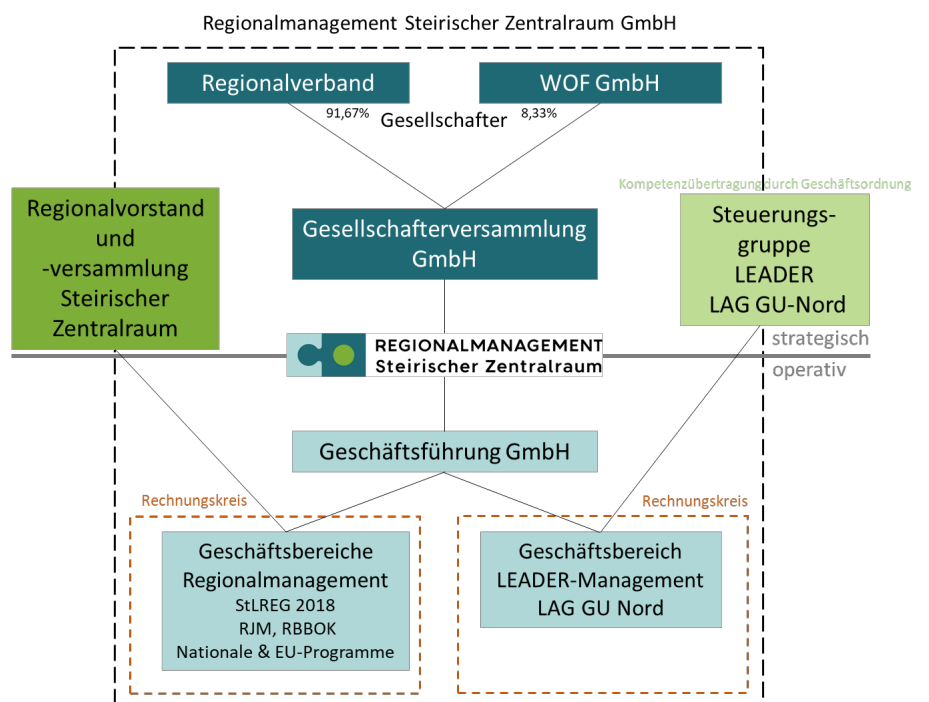 Regionalmanagement Steirischer Zentralraum GmbH
Regionalverband
WOF GmbH
91,67%
Gesellschafter
8,33%
Kompetenzübertragung durch Geschäftsordnung
Regionalvorstand
und
-versammlung
Steirischer
Zentralraum
Gesellschafterversammlung
GmbH
Steuerungs-
gruppe
LEADER
LAG GU-Nord
REGIONALMANAGEMENT
Steirischer Zentralraum
strategisch
operativ
Geschäftsführung GmbH
Rechnungskreis
Rechnungskreis
Geschäftsbereiche
Regionalmanagement
StLREG 2018
RJM, RBBOK
Nationale & EU-Programme
Geschäftsbereich
LEADER-Management
LAG GU Nord